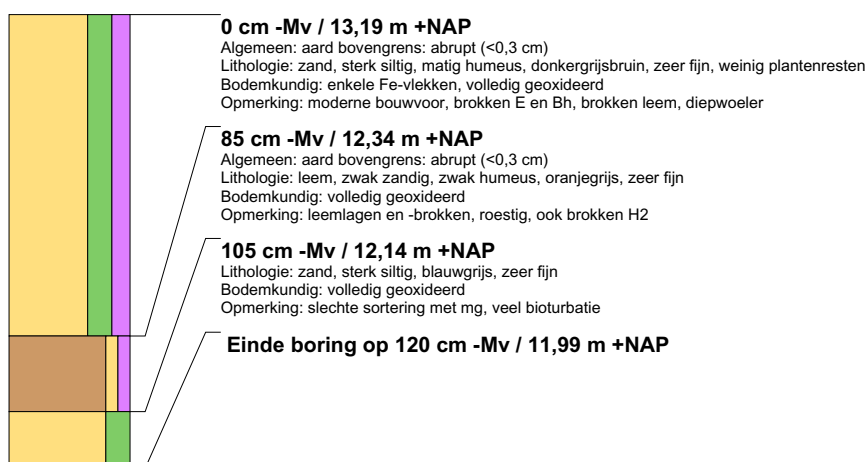 0 cm -Mv / 13,19 m +NAP
Algemeen: aard bovengrens: abrupt (<0,3 cm)
Lithologie: zand, sterk siltig, matig humeus, donkergrijsbruin, zeer fijn, weinig plantenresten
Bodemkundig: enkele Fe-vlekken, volledig geoxideerd
Opmerking: moderne bouwvoor, brokken E en Bh, brokken leem, diepwoeler
85 cm -Mv / 12,34 m +NAP
Algemeen: aard bovengrens: abrupt (<0,3 cm)
Lithologie: leem, zwak zandig, zwak humeus, oranjegrijs, zeer fijn
Bodemkundig: volledig geoxideerd
Opmerking: leemlagen en -brokken, roestig, ook brokken H2
105 cm -Mv / 12,14 m +NAP
Lithologie: zand, sterk siltig, blauwgrijs, zeer fijn
Bodemkundig: volledig geoxideerd
Opmerking: slechte sortering met mg, veel bioturbatie
Einde boring op 120 cm -Mv / 11,99 m +NAP